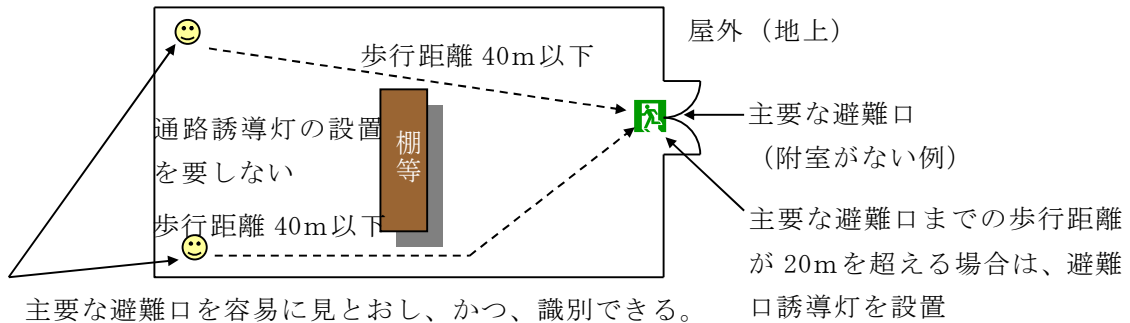 屋外（地上）
歩行距離 40ｍ以下
主要な避難口
（附室がない例）
通路誘導灯の設置
を要しない
棚等
歩行距離 40ｍ以下
主要な避難口までの歩行距離
が 20ｍを超える場合は、避難
口誘導灯を設置
主要な避難口を容易に見とおし、かつ、識別できる。